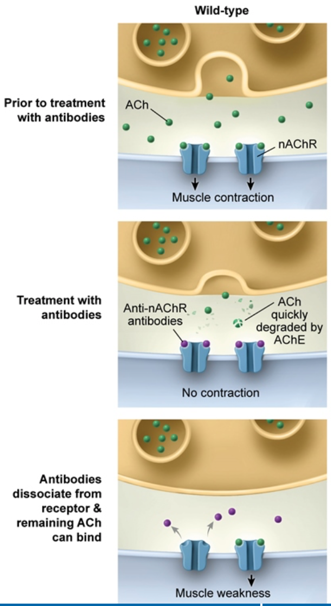 Wild-type
Prior to treatment
with antibodies
ACh
nAChR
Muscle contraction
Treatment with
antibodies
Anti-nAChR
antibodies
ACh
quickly
degraded by
AChE
No contraction
Antibodies
dissociate from
receptor &
remaining ACh
can bind
Muscle weakness